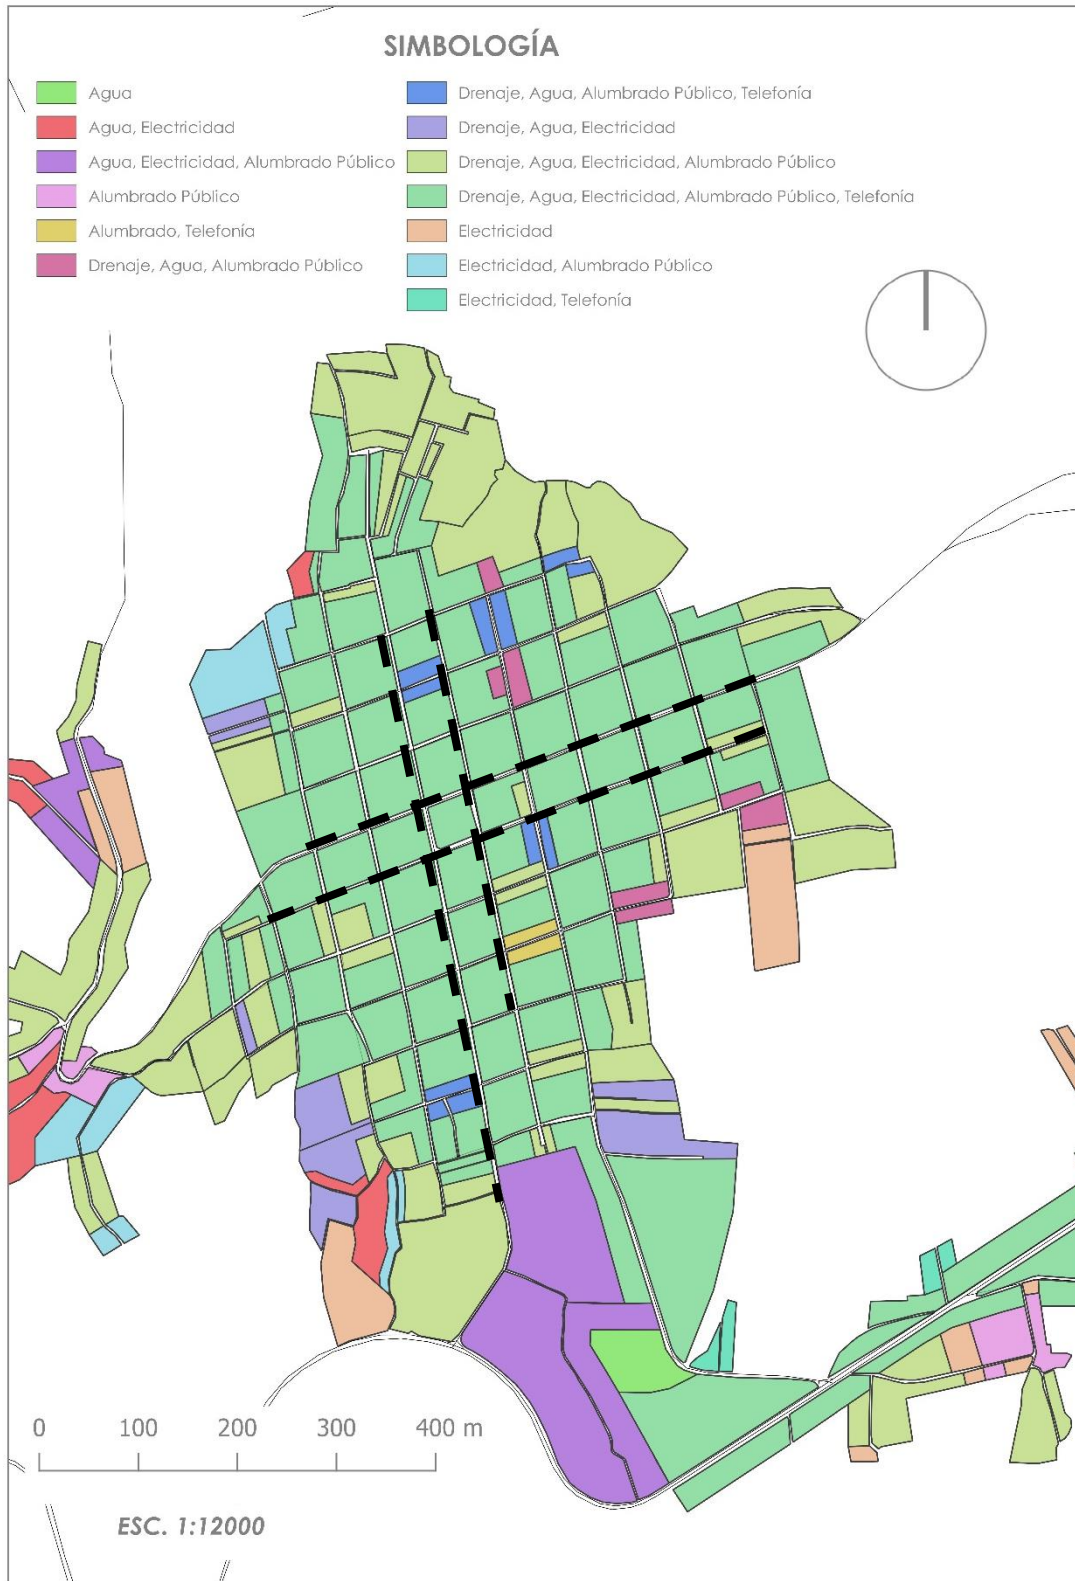 SIMBOLOGÍA
Agua
Agua, Electricidad
Agua, Electricidad, Alumbrado Público
Alumbrado Público
Alumbrado, Telefonía
Drenaje, Agua, Alumbrado Público
Drenaje, Agua, Alumbrado Público, Telefonía
Drenaje, Agua, Electricidad
Drenaje, Agua, Electricidad, Alumbrado Público
Drenaje, Agua, Electricidad, Alumbrado Público, Telefonía
Electricidad
Electricidad, Alumbrado Público
Electricidad, Telefonía
0 100 200 300 400 m
ESC. 1:12000